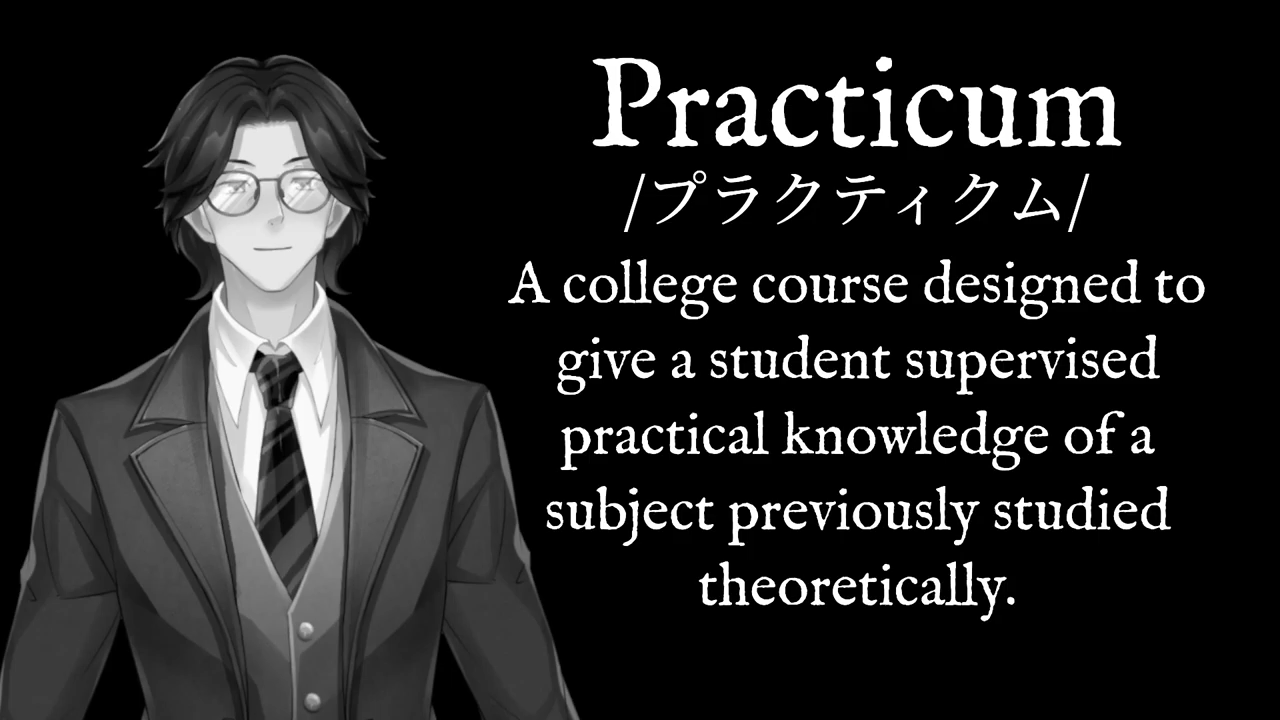 Practicum
/プラクティクム/
A college course designed to
give a student supervised
practical knowledge of a
subject previously studied
theoretically.